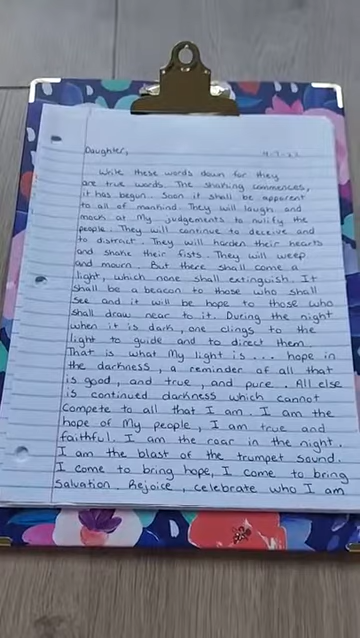 Daughter,
Write these words down for they
are true words. The shaking commences,
it has begun. Soon it shall be apparent
to all of mankind. They will laugh and
mock at My judgements to nullify the
people. They will continue to deceive and
to distract. They will harden their hearts
and shake their fists. They will weep
and mourn. But there shall come a
light, which none shall extinguish. It
shall be a beacon to those who shall
see and it will be hope to those who
shall draw near to it. During the night
when it is dark, one clings to the
light to guide and to direct them.
That is what My light is... hope in
the darkness, a reminder of all that
is good, and true, and pure. All else
is continued darkness which cannot
compete to all that I am. I am the
hope of My people, I am true and
faithful. I am the roar in the night.
I am the blast of the trumpet sound.
I come to bring hope, I come to bring
salvation. Rejoice, celebrate who I am